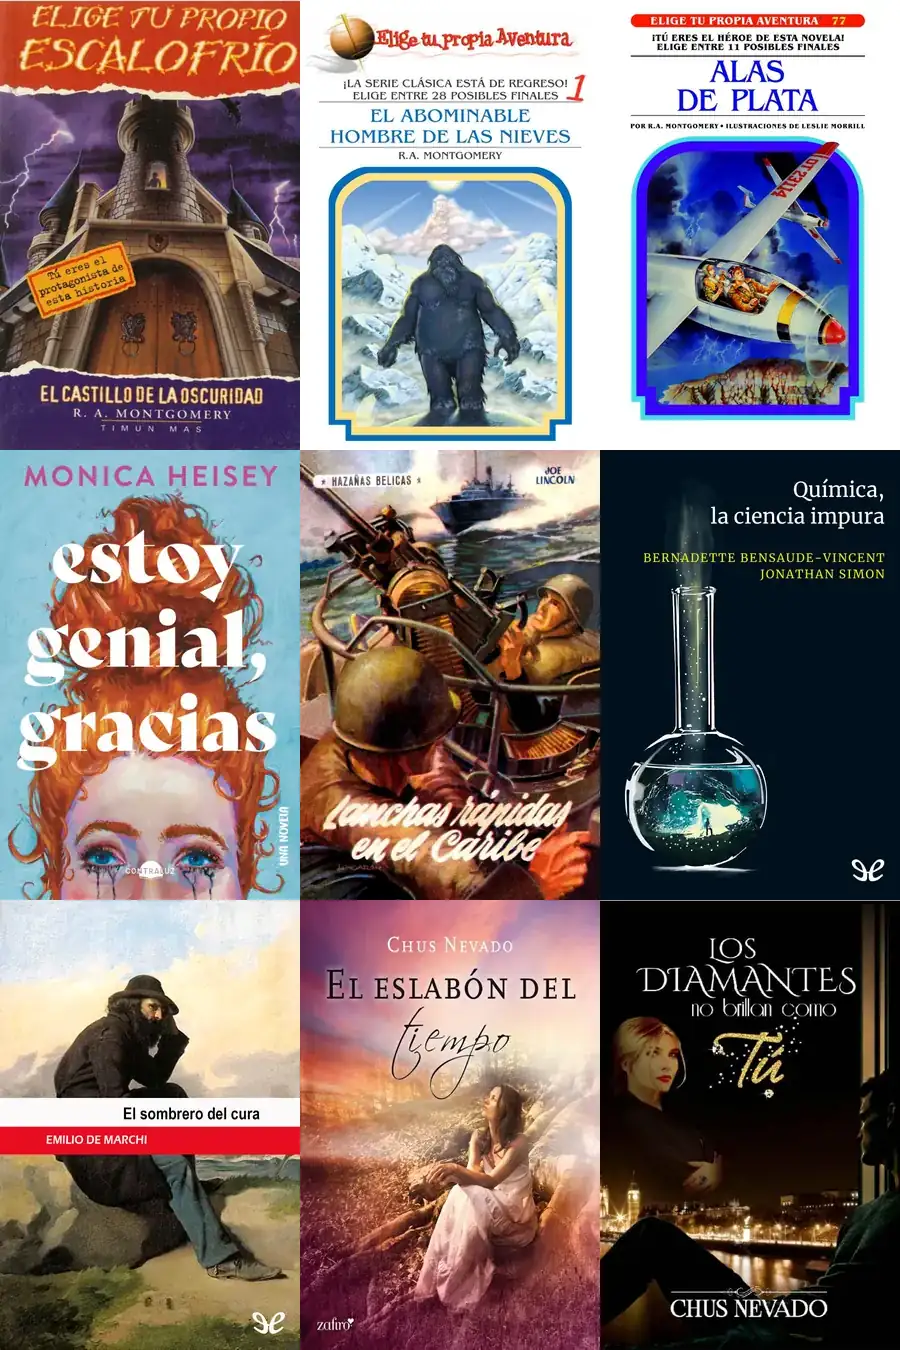 ELIGE TU PROPIO
ESCALOFRÍO
Tú eres el
protagonista de
esta historia
EL CASTILLO DE LA OSCURIDAD
R. A. MONTGOMERY
TIMUN MAS
Elige tu propia Aventura
¡LA SERIE CLÁSICA ESTÁ DE REGRESO!
ELIGE ENTRE 28 POSIBLES FINALES
1
EL ABOMINABLE
HOMBRE DE LAS NIEVES
R.A. MONTGOMERY
ELIGE TU PROPIA AVENTURA 77
¡TÚ ERES EL HÉROE DE ESTA NOVELA!
ELIGE ENTRE 11 POSIBLES FINALES
ALAS
DE PLATA
POR R.A. MONTGOMERY • ILUSTRACIONES DE LESLIE MORRILL
LOT23114
MONICA HEISEY
estoy
genial,
gracias
UNA NOVELA
CONTRALUZ
* HAZAÑAS BELICAS *
JOE
LINCOLN
Lanchas rápidas
en el Caribe
Química,
la ciencia impura
BERNADETTE BENSAUDE-VINCENT
JONATHAN SIMON
El sombrero del cura
EMILIO DE MARCHI
CHUS NEVADO
EL ESLABÓN DEL
tiempo
zafiro
LOS
DIAMANTES
no brillan como
Tú
CHUS NEVADO